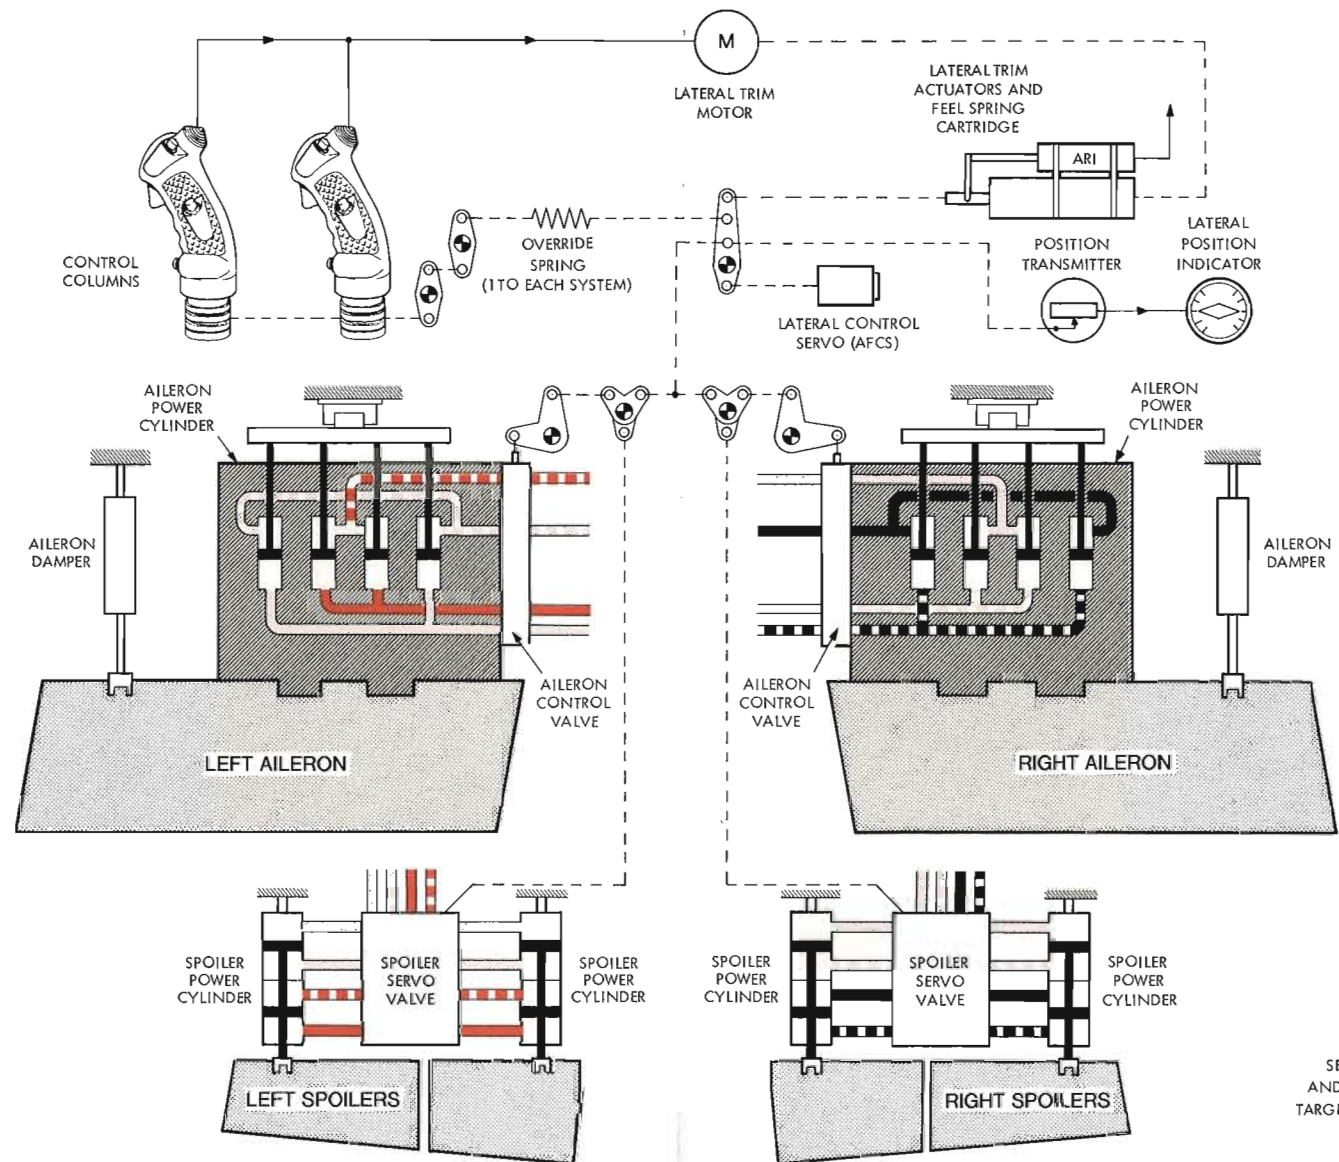 M
LATERAL TRIM
MOTOR
LATERAL TRIM
ACTUATORS AND
FEEL SPRING
CARTRIDGE
ARI
CONTROL
COLUMNS
OVERRIDE
SPRING
(1 TO EACH SYSTEM)
LATERAL CONTROL
SERVO (AFCS)
POSITION
TRANSMITTER
LATERAL
POSITION
INDICATOR
AILERON
POWER
CYLINDER
AILERON
POWER
CYLINDER
AILERON
DAMPER
AILERON
DAMPER
AILERON
CONTROL
VALVE
AILERON
CONTROL
VALVE
LEFT AILERON
RIGHT AILERON
SPOILER
POWER
CYLINDER
SPOILER
SERVO
VALVE
SPOILER
POWER
CYLINDER
SPOILER
POWER
CYLINDER
SPOILER
SERVO
VALVE
SPOILER
POWER
CYLINDER
LEFT SPOILERS
RIGHT SPOILERS
SE
AND
TARG